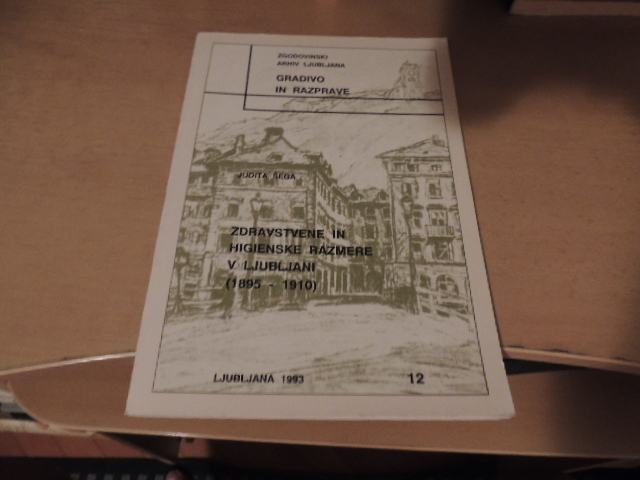 ZGODOVINSKI
ARHIV LJUBLJANA
GRADIVO
IN RAZPRAVE
JUDITA ŠEGA
ZDRAVSTVENE IN
HIGIENSKE RAZMERE
V LJUBLJANI
(1895 - 1910)
LJUBLJANA 1993 12